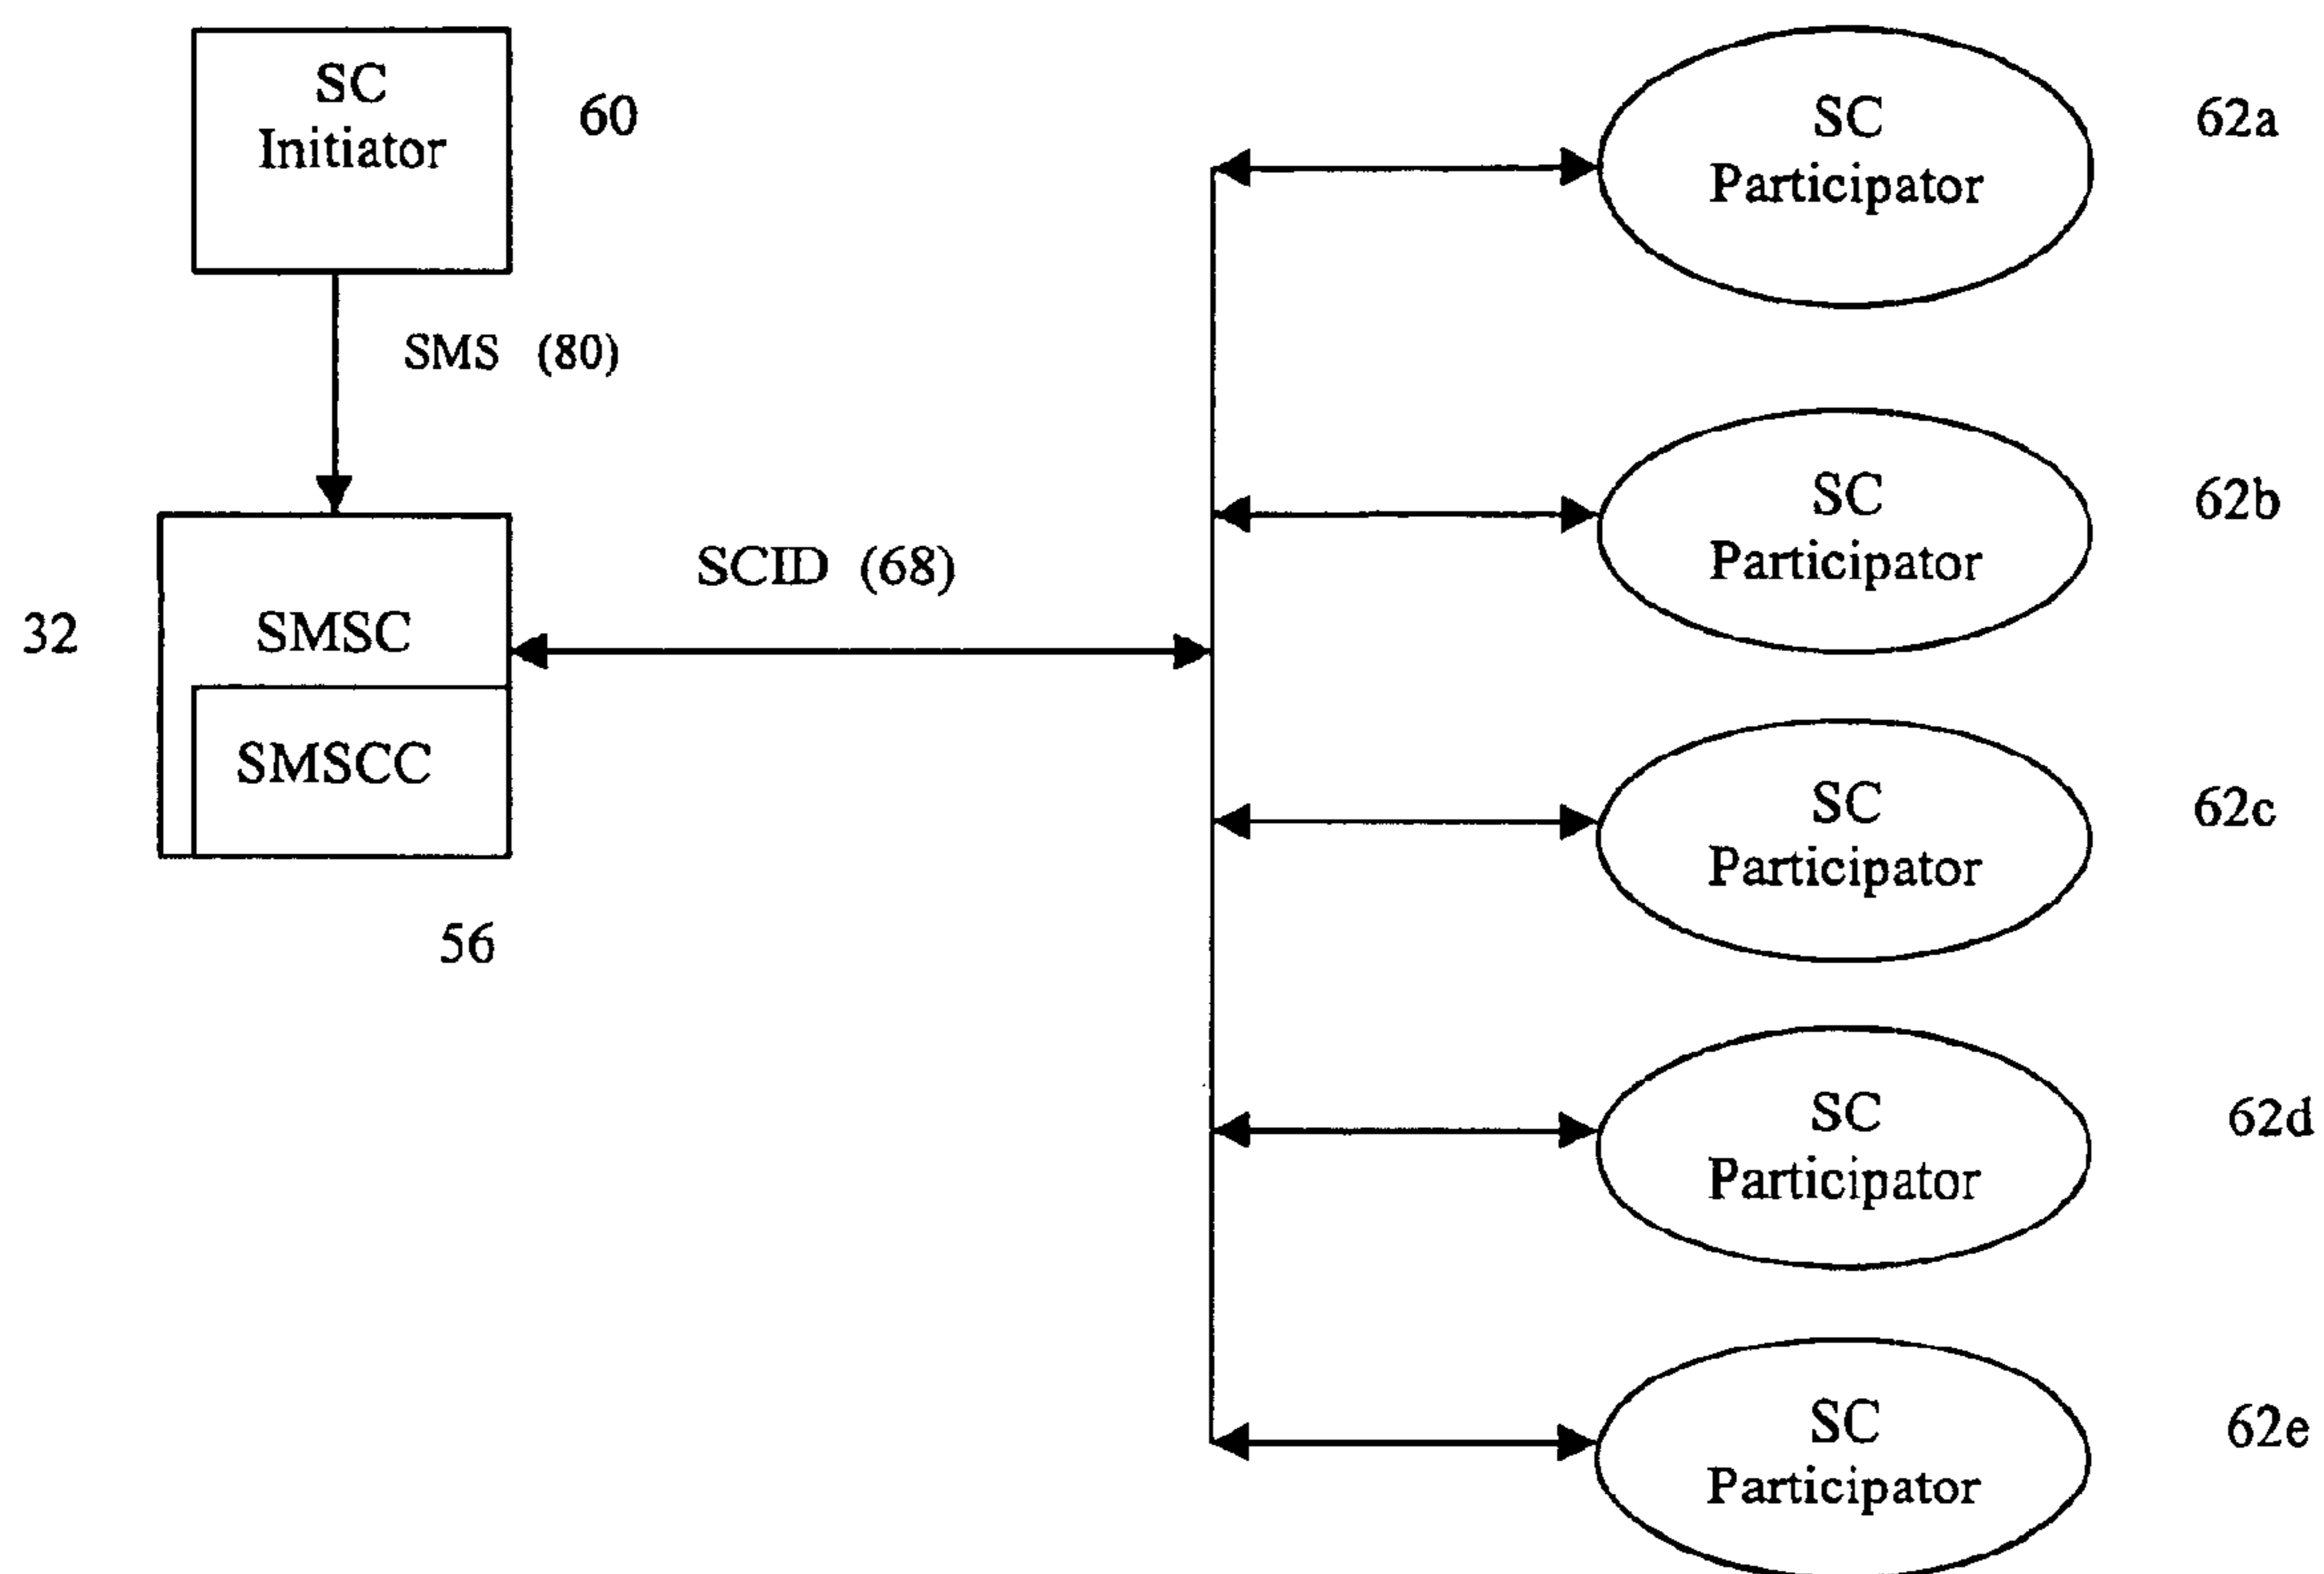 SC
Initiator
60
SMS (80)
32
SMSC
SMSCC
56
SCID (68)
SC
Participator
62a
SC
Participator
62b
SC
Participator
62c
SC
Participator
62d
SC
Participator
62e